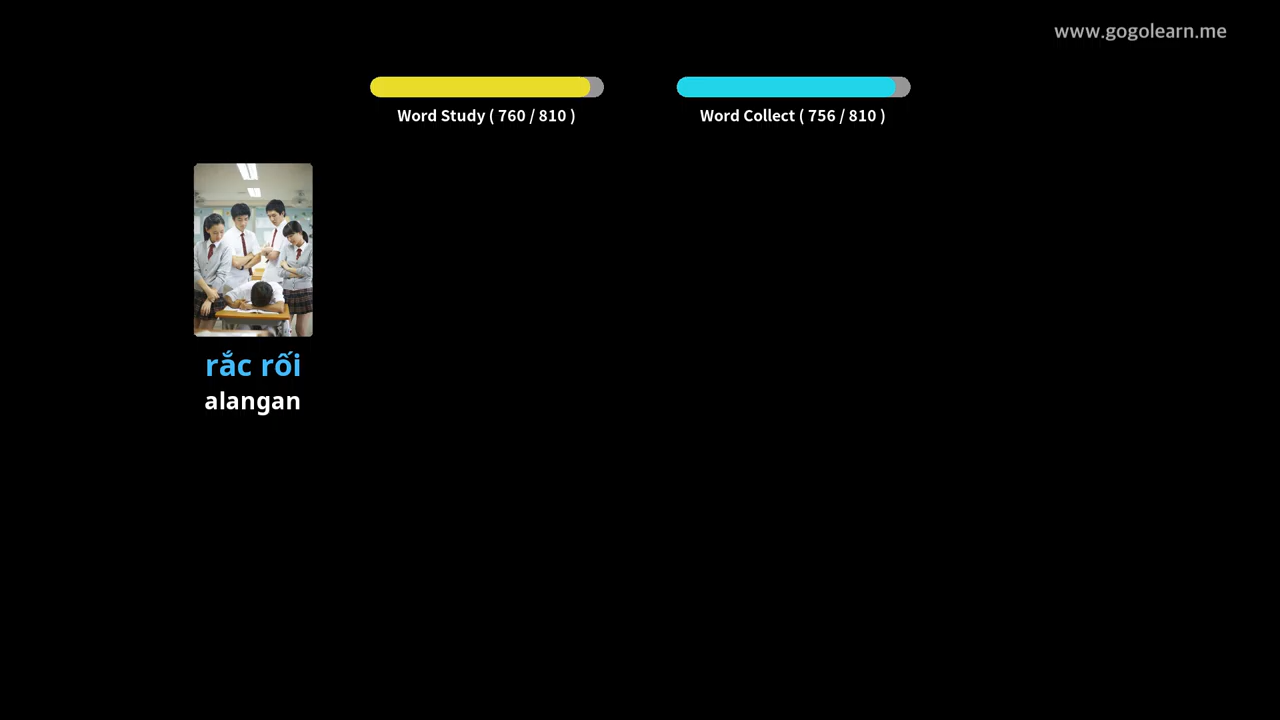 www.gogolearn.me
Word Study ( 760 / 810 )
Word Collect ( 756 / 810 )
rắc rối
alangan